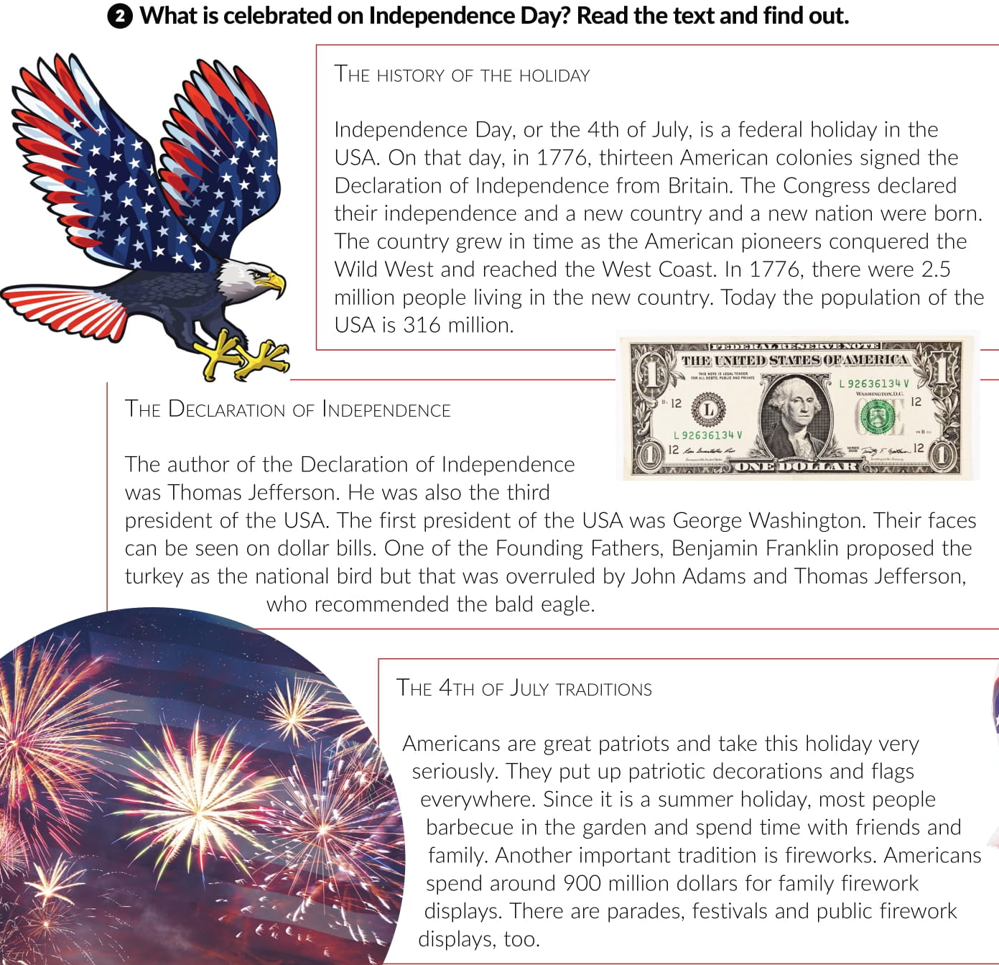 2 What is celebrated on Independence Day? Read the text and find out.
THE HISTORY OF THE HOLIDAY
Independence Day, or the 4th of July, is a federal holiday in the
USA. On that day, in 1776, thirteen American colonies signed the
Declaration of Independence from Britain. The Congress declared
their independence and a new country and a new nation were born.
The country grew in time as the American pioneers conquered the
Wild West and reached the West Coast. In 1776, there were 2.5
million people living in the new country. Today the population of the
USA is 316 million.
FEDERAL RESERVE NOTE
THE UNITED STATES OF AMERICA
THIS NOTE IS LEGAL TENDER
FOR ALL DEBTS, PUBLIC AND PRIVATE
L 92636134 V
WASHINGTON, D.C.
12
12
L
L 92636134 V
12
12
1
1
1
1
ONE DOLLAR
THE DECLARATION OF INDEPENDENCE
The author of the Declaration of Independence
was Thomas Jefferson. He was also the third
president of the USA. The first president of the USA was George Washington. Their faces
can be seen on dollar bills. One of the Founding Fathers, Benjamin Franklin proposed the
turkey as the national bird but that was overruled by John Adams and Thomas Jefferson,
who recommended the bald eagle.
THE 4TH OF JULY TRADITIONS
Americans are great patriots and take this holiday very
seriously. They put up patriotic decorations and flags
everywhere. Since it is a summer holiday, most people
barbecue in the garden and spend time with friends and
family. Another important tradition is fireworks. Americans
spend around 900 million dollars for family firework
displays. There are parades, festivals and public firework
displays, too.